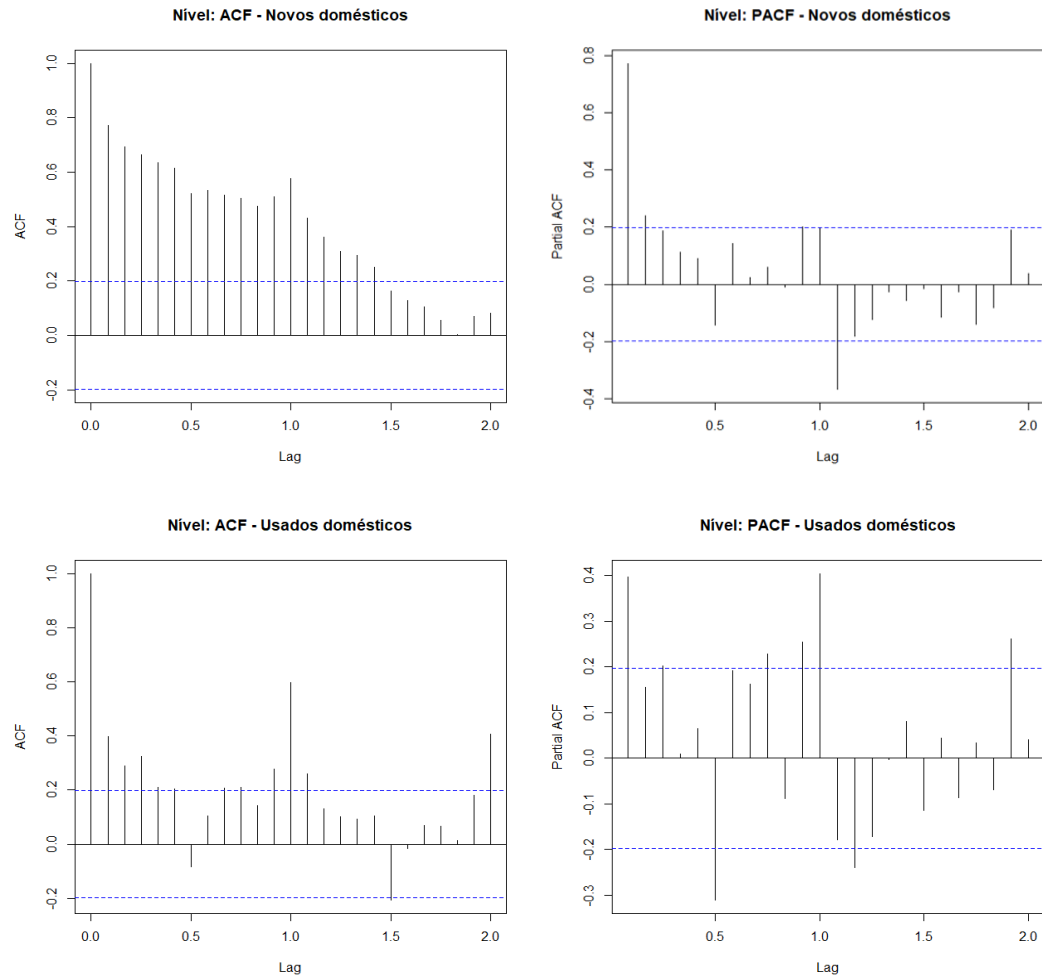 Nível: ACF - Novos domésticos
ACF
1.0
0.8
0.6
0.4
0.2
0.0
-0.2
0.0 0.5 1.0 1.5 2.0
Lag
Nível: PACF - Novos domésticos
Partial ACF
0.8
0.6
0.4
0.2
0.0
-0.2
-0.4
0.5 1.0 1.5 2.0
Lag
Nível: ACF - Usados domésticos
ACF
1.0
0.8
0.6
0.4
0.2
0.0
-0.2
0.0 0.5 1.0 1.5 2.0
Lag
Nível: PACF - Usados domésticos
Partial ACF
0.4
0.3
0.2
0.1
0.0
-0.1
-0.2
-0.3
0.5 1.0 1.5 2.0
Lag